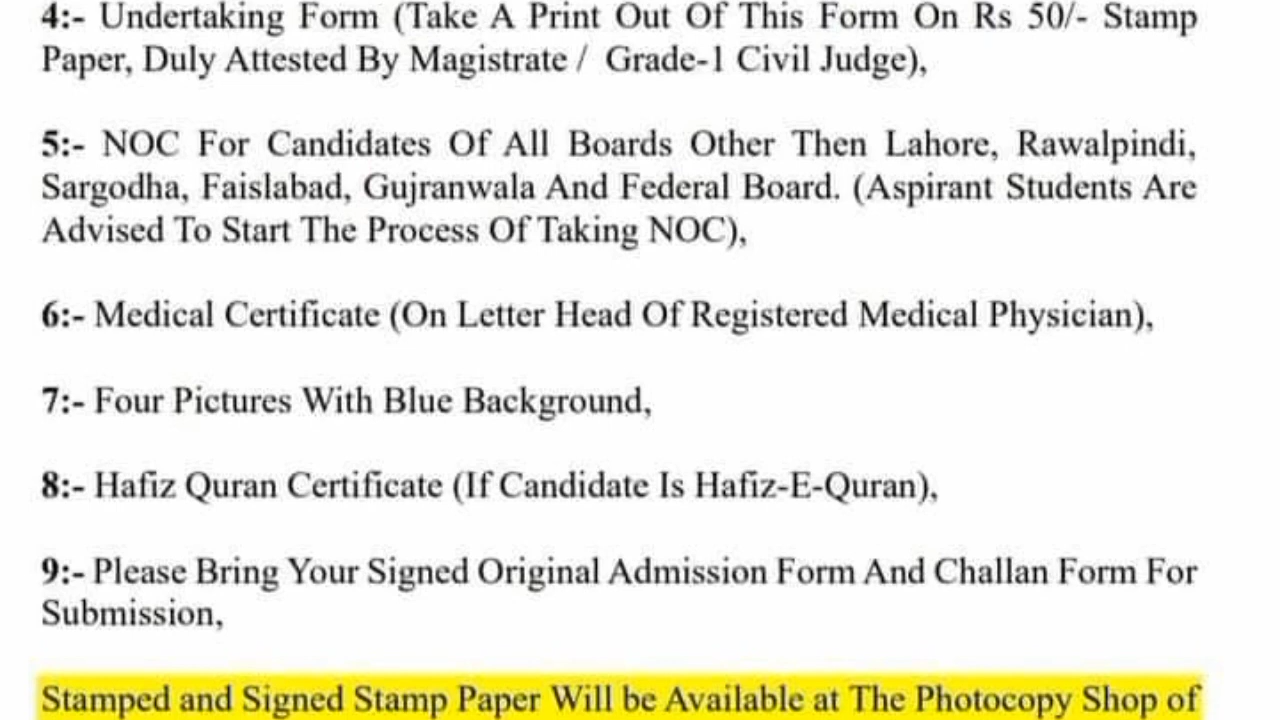 4:- Undertaking Form (Take A Print Out Of This Form On Rs 50/- Stamp
Paper, Duly Attested By Magistrate / Grade-1 Civil Judge),
5:- NOC For Candidates Of All Boards Other Then Lahore, Rawalpindi,
Sargodha, Faislabad, Gujranwala And Federal Board. (Aspirant Students Are
Advised To Start The Process Of Taking NOC),
6:- Medical Certificate (On Letter Head Of Registered Medical Physician),
7:- Four Pictures With Blue Background,
8:- Hafiz Quran Certificate (If Candidate Is Hafiz-E-Quran),
9:- Please Bring Your Signed Original Admission Form And Challan Form For
Submission,
Stamped and Signed Stamp Paper Will be Available at The Photocopy Shop of